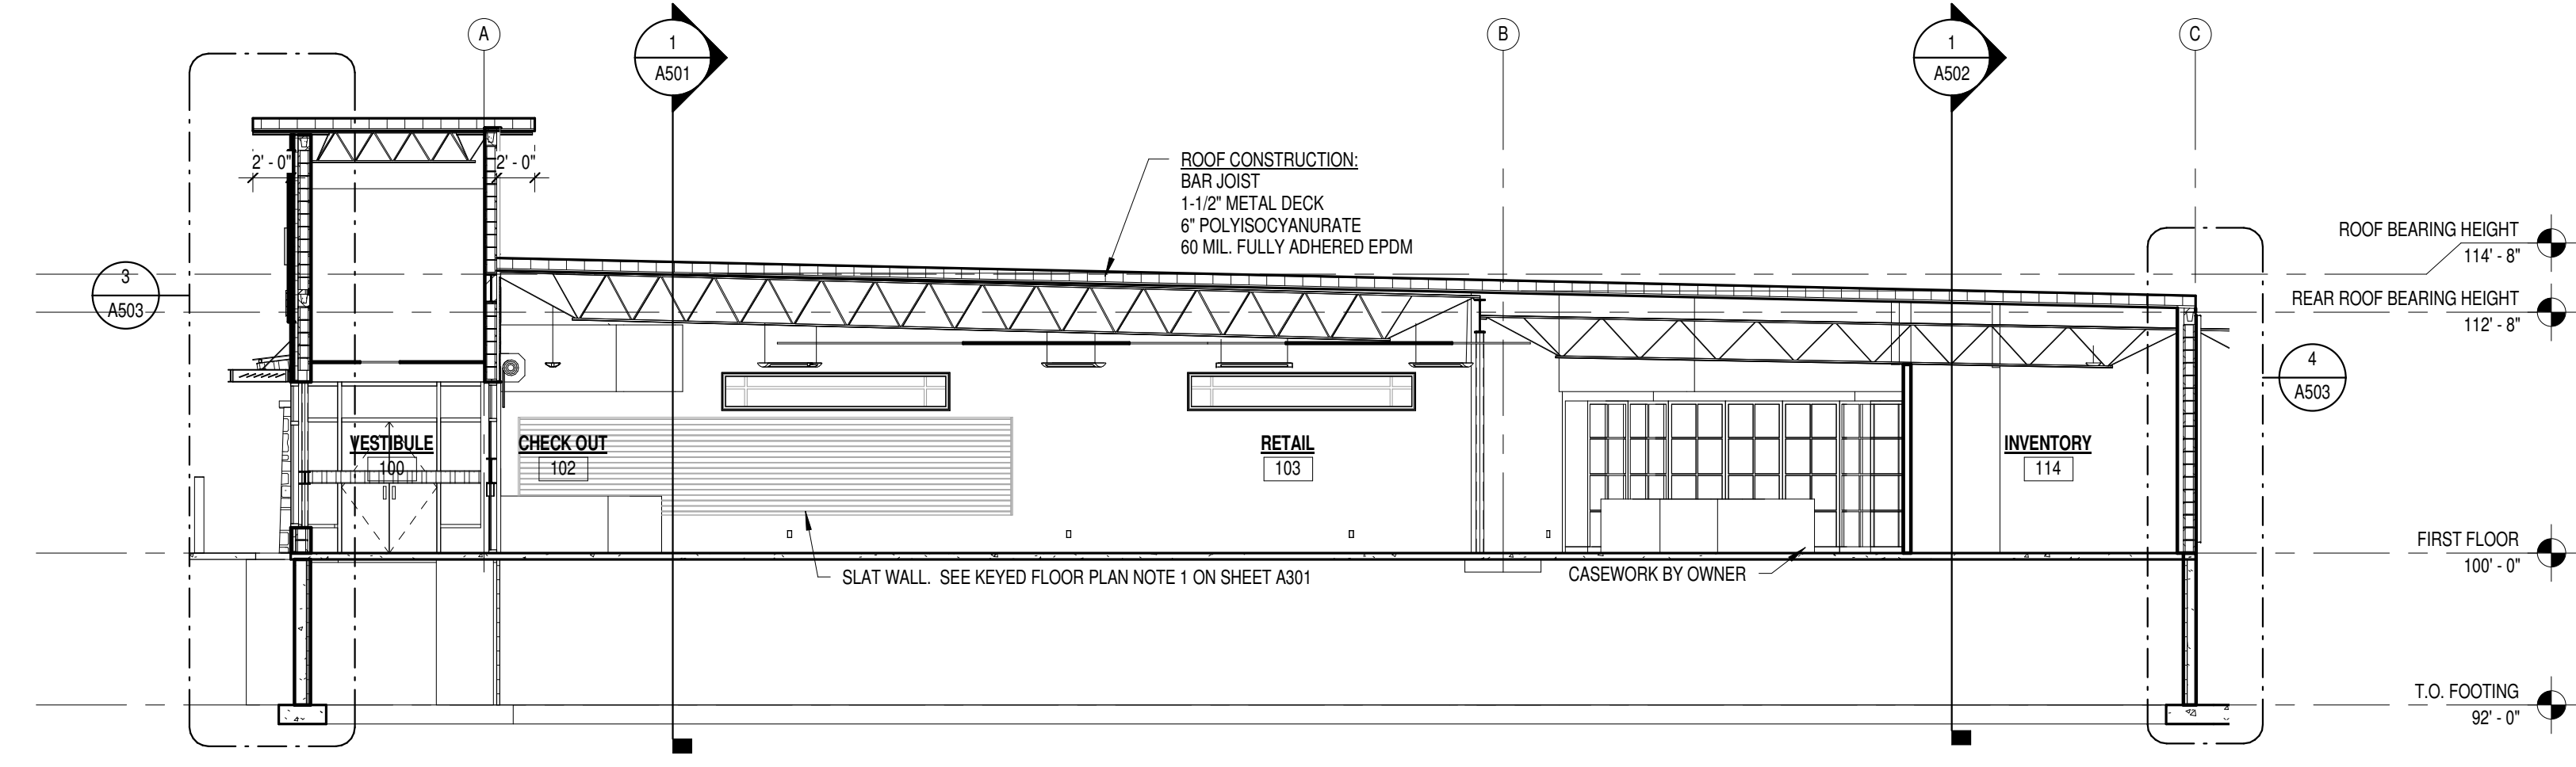 A
1
A501
B
1
A502
C
2' - 0"
2' - 0"
ROOF CONSTRUCTION:
BAR JOIST
1-1/2" METAL DECK
6" POLYISOCYANURATE
60 MIL. FULLY ADHERED EPDM
ROOF BEARING HEIGHT
114' - 8"
3
A503
REAR ROOF BEARING HEIGHT
112' - 8"
4
A503
VESTIBULE
100
CHECK OUT
102
RETAIL
103
INVENTORY
114
FIRST FLOOR
100' - 0"
SLAT WALL.  SEE KEYED FLOOR PLAN NOTE 1 ON SHEET A301
CASEWORK BY OWNER
T.O. FOOTING
92' - 0"